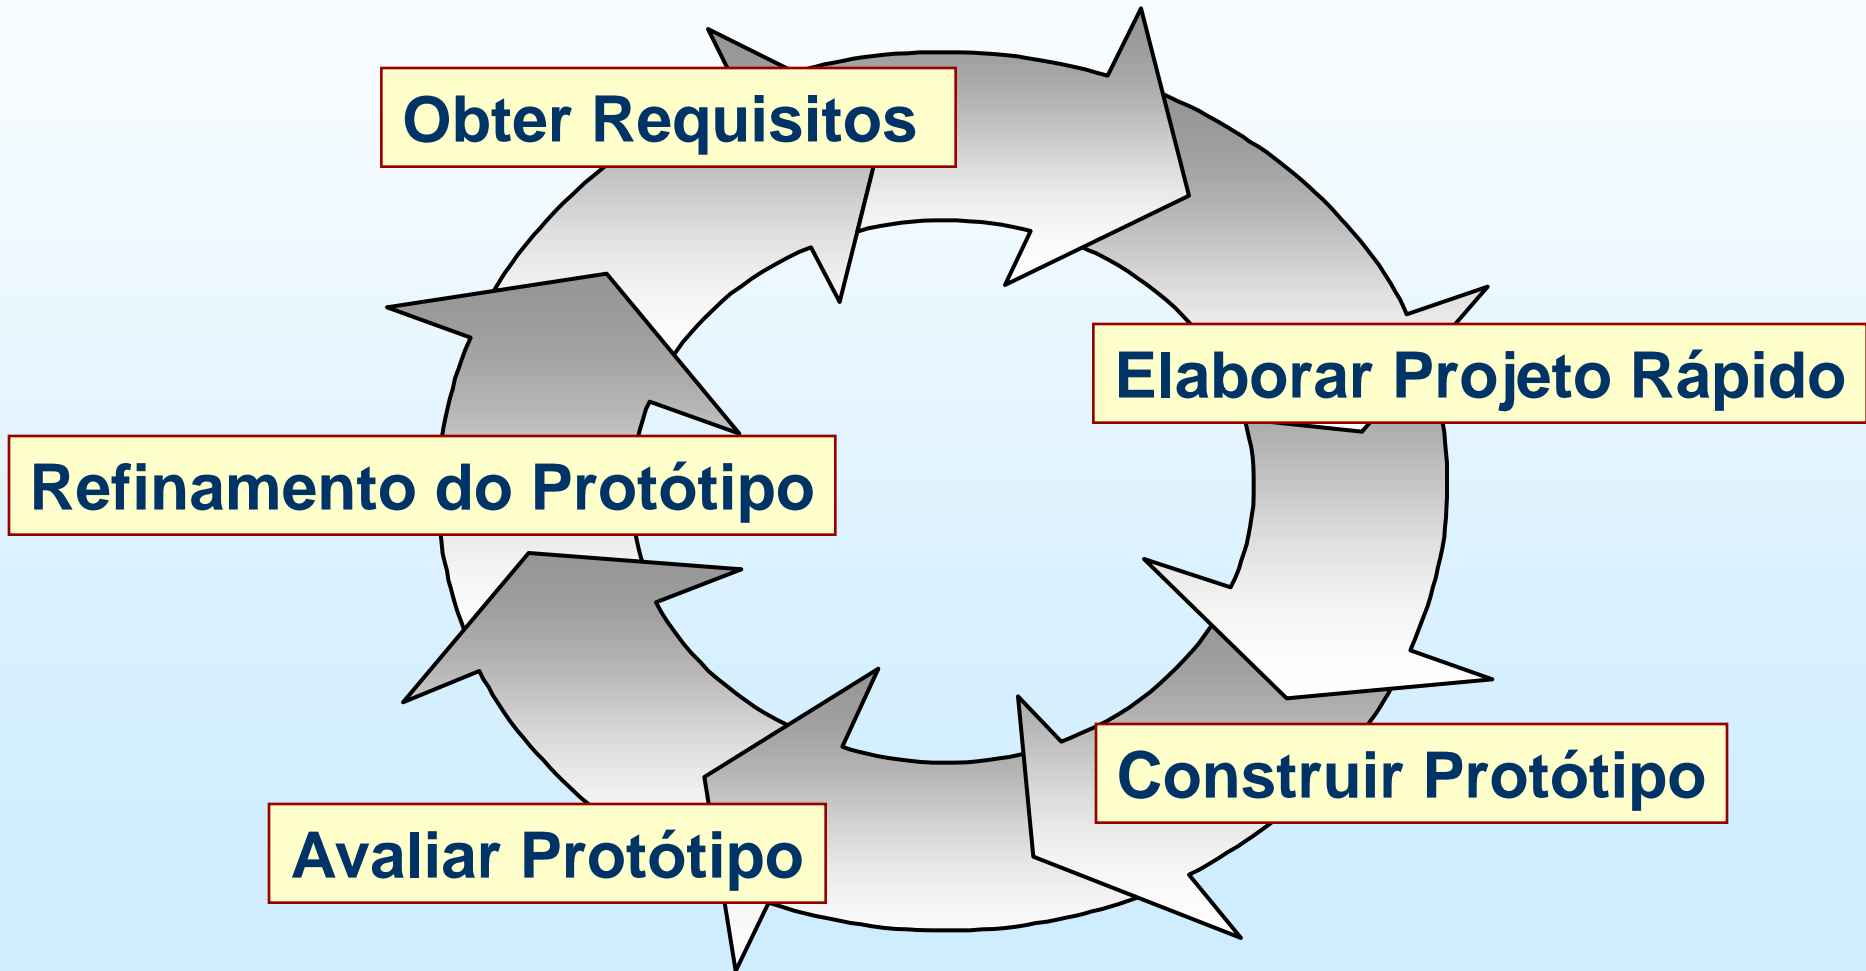 Obter Requisitos
Elaborar Projeto Rápido
Refinamento do Protótipo
Construir Protótipo
Avaliar Protótipo